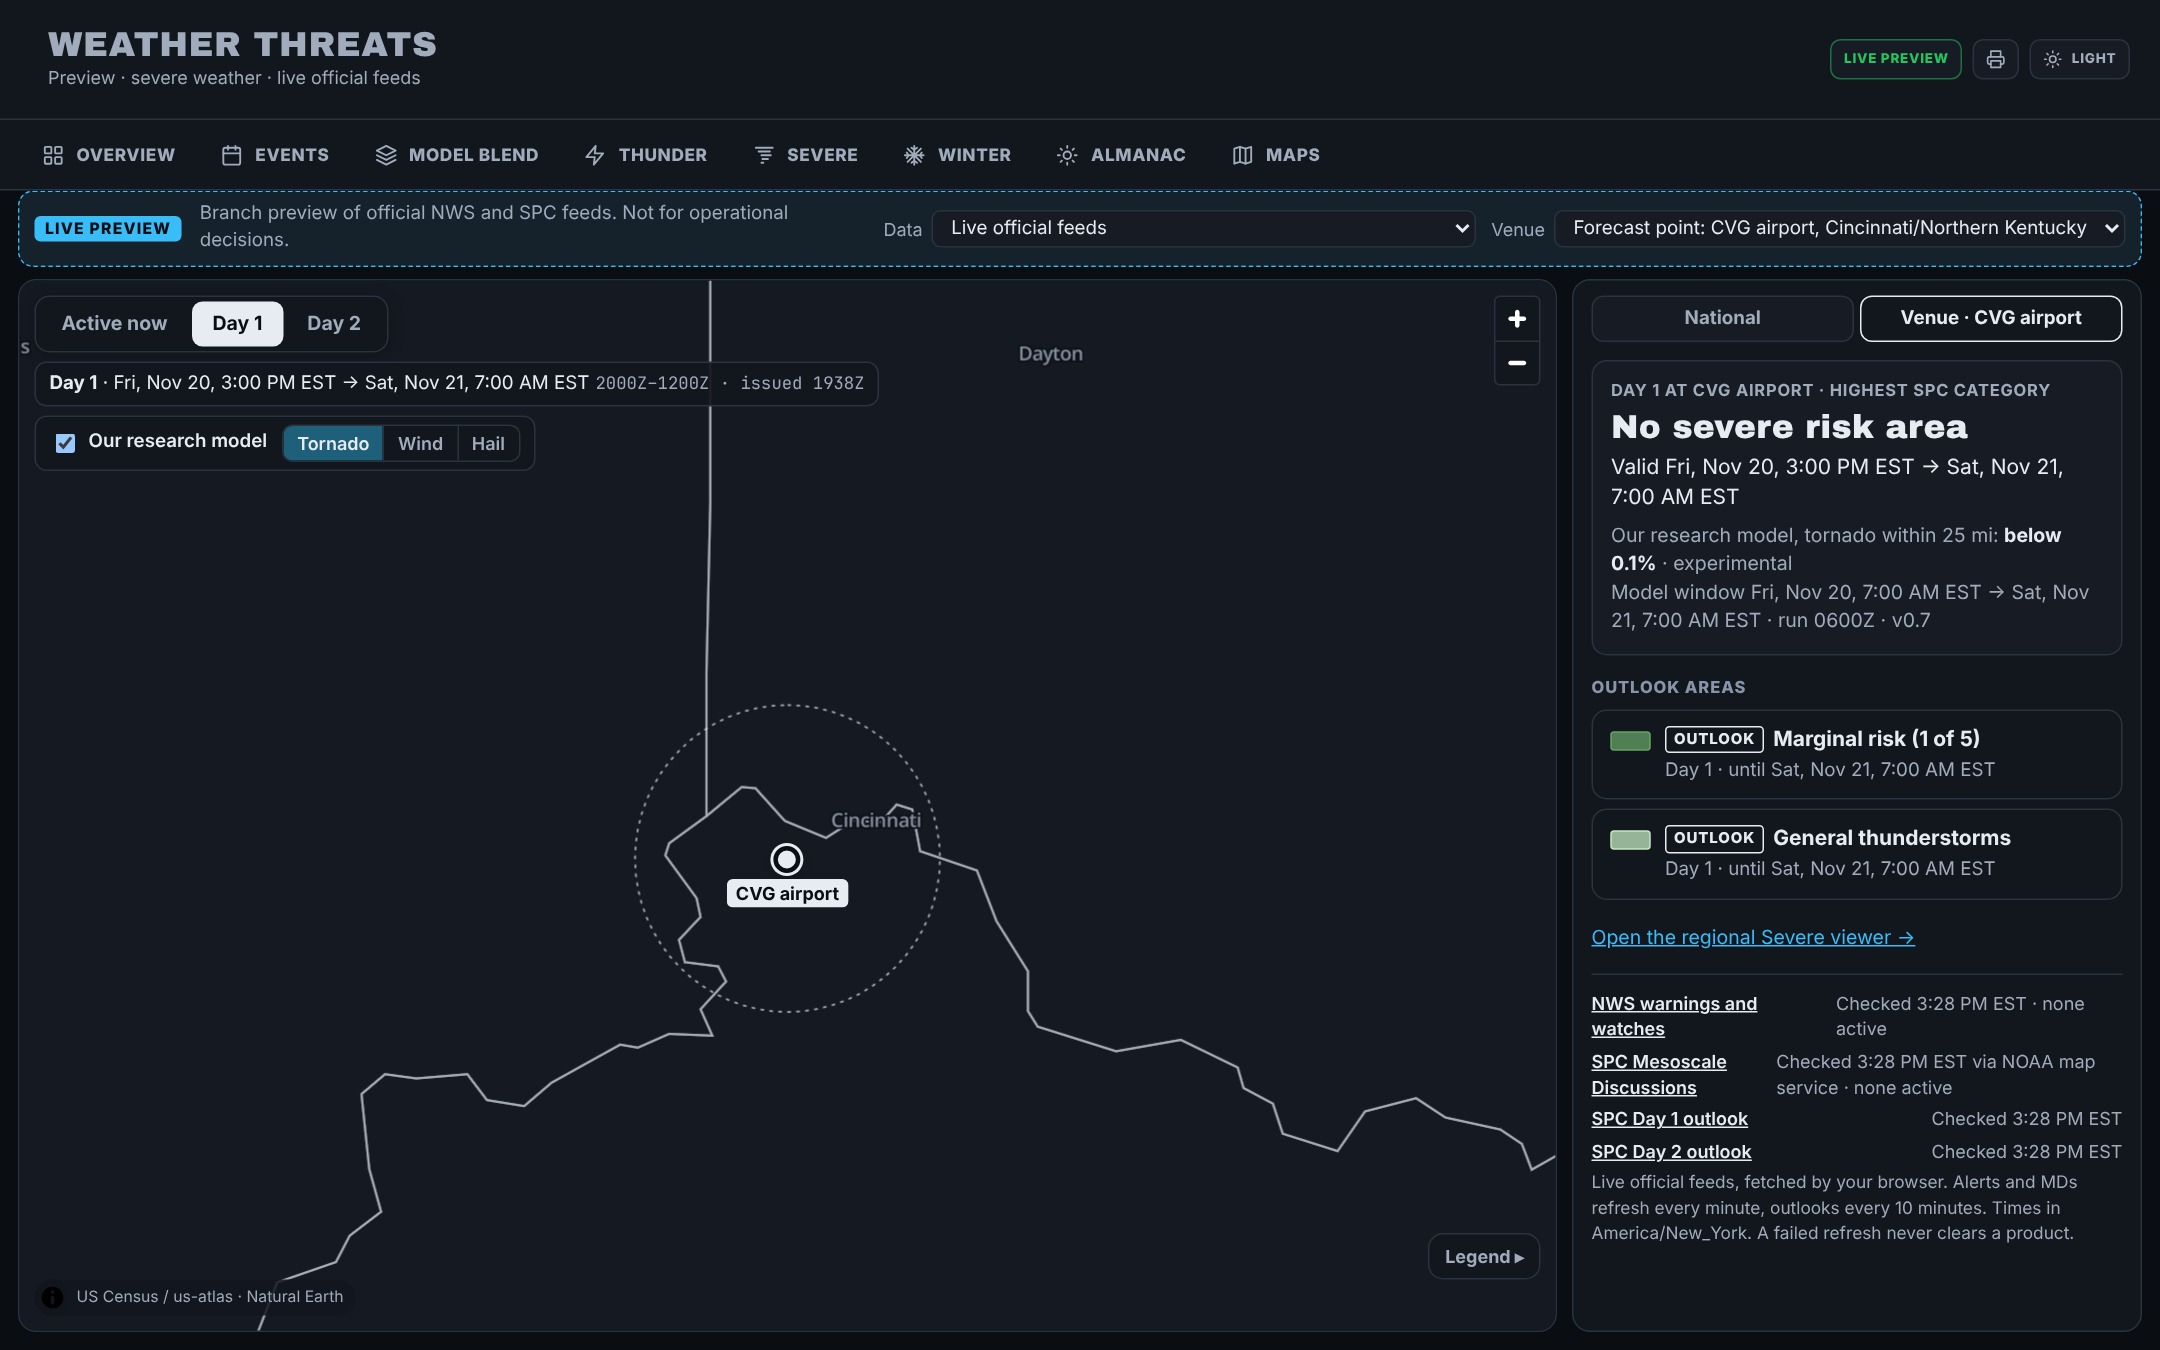 WEATHER THREATS
Preview · severe weather · live official feeds
LIVE PREVIEW
LIGHT
OVERVIEW
EVENTS
MODEL BLEND
THUNDER
SEVERE
WINTER
ALMANAC
MAPS
LIVE PREVIEW
Branch preview of official NWS and SPC feeds. Not for operational
decisions.
Data
Live official feeds
Venue
Forecast point: CVG airport, Cincinnati/Northern Kentucky
Active now
Day 1
Day 2
s
Day 1 · Fri, Nov 20, 3:00 PM EST → Sat, Nov 21, 7:00 AM EST 2000Z–1200Z · issued 1938Z
Our research model
Tornado
Wind
Hail
+
−
Dayton
Cincinnati
CVG airport
Legend ▸
US Census / us-atlas · Natural Earth
National
Venue · CVG airport
DAY 1 AT CVG AIRPORT · HIGHEST SPC CATEGORY
No severe risk area
Valid Fri, Nov 20, 3:00 PM EST → Sat, Nov 21,
7:00 AM EST
Our research model, tornado within 25 mi: below
0.1% · experimental
Model window Fri, Nov 20, 7:00 AM EST → Sat, Nov
21, 7:00 AM EST · run 0600Z · v0.7
OUTLOOK AREAS
OUTLOOK Marginal risk (1 of 5)
Day 1 · until Sat, Nov 21, 7:00 AM EST
OUTLOOK General thunderstorms
Day 1 · until Sat, Nov 21, 7:00 AM EST
Open the regional Severe viewer →
NWS warnings and
watches
Checked 3:28 PM EST · none
active
SPC Mesoscale
Discussions
Checked 3:28 PM EST via NOAA map
service · none active
SPC Day 1 outlook
Checked 3:28 PM EST
SPC Day 2 outlook
Checked 3:28 PM EST
Live official feeds, fetched by your browser. Alerts and MDs
refresh every minute, outlooks every 10 minutes. Times in
America/New_York. A failed refresh never clears a product.